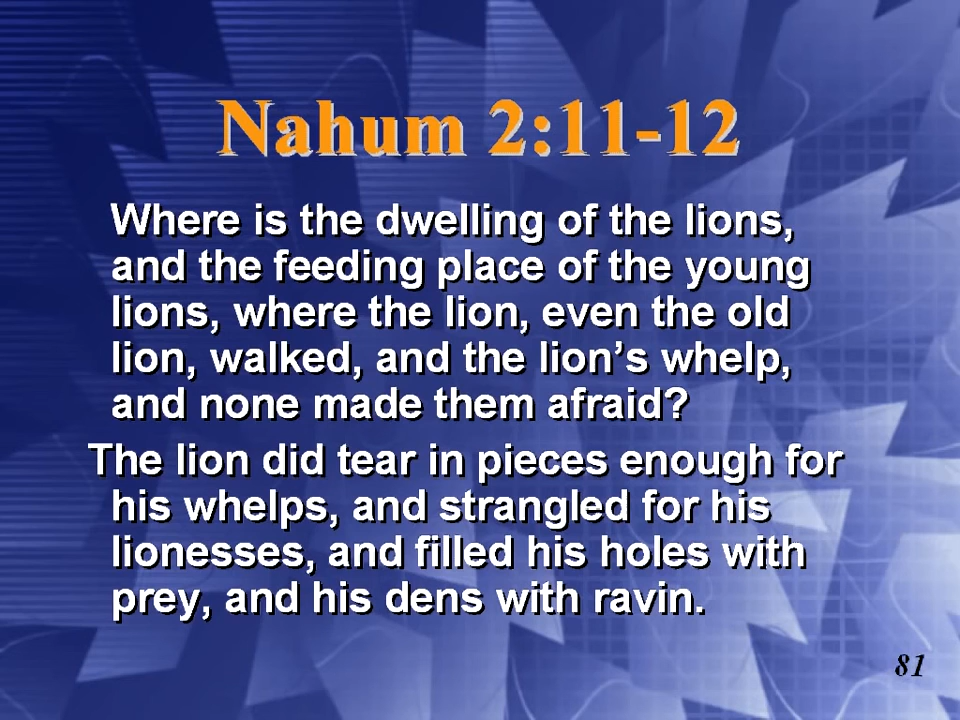 Nahum 2:11-12
Where is the dwelling of the lions,
and the feeding place of the young
lions, where the lion, even the old
lion, walked, and the lion’s whelp,
and none made them afraid?
The lion did tear in pieces enough for
his whelps, and strangled for his
lionesses, and filled his holes with
prey, and his dens with ravin.
81